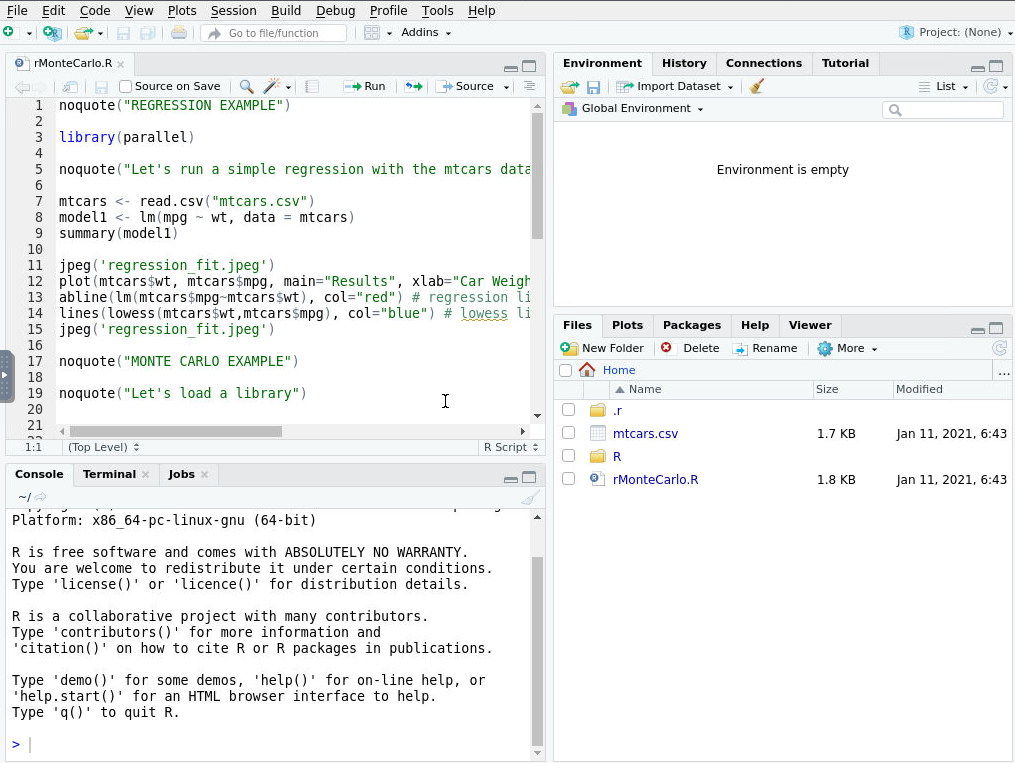 File Edit Code View Plots Session Build Debug Profile Tools Help
Go to file/function Addins Project: (None)
rMonteCarlo.R
Source on Save Run Source
1 noquote("REGRESSION EXAMPLE")
2
3 library(parallel)
4
5 noquote("Let's run a simple regression with the mtcars data
6
7 mtcars <- read.csv("mtcars.csv")
8 model1 <- lm(mpg ~ wt, data = mtcars)
9 summary(model1)
10
11 jpeg('regression_fit.jpeg')
12 plot(mtcars$wt, mtcars$mpg, main="Results", xlab="Car Weigh
13 abline(lm(mtcars$mpg~mtcars$wt), col="red") # regression li
14 lines(lowess(mtcars$wt,mtcars$mpg), col="blue") # lowess li
15 jpeg('regression_fit.jpeg')
16
17 noquote("MONTE CARLO EXAMPLE")
18
19 noquote("Let's load a library")
20
21
1:1 (Top Level) R Script
Console Terminal Jobs
~/
Platform: x86_64-pc-linux-gnu (64-bit)
R is free software and comes with ABSOLUTELY NO WARRANTY.
You are welcome to redistribute it under certain conditions.
Type 'license()' or 'licence()' for distribution details.
R is a collaborative project with many contributors.
Type 'contributors()' for more information and
'citation()' on how to cite R or R packages in publications.
Type 'demo()' for some demos, 'help()' for on-line help, or
'help.start()' for an HTML browser interface to help.
Type 'q()' to quit R.
>
Environment History Connections Tutorial
Import Dataset List
Global Environment
Environment is empty
Files Plots Packages Help Viewer
New Folder Delete Rename More
Home ...
Name Size Modified
.r
mtcars.csv 1.7 KB Jan 11, 2021, 6:43
R
rMonteCarlo.R 1.8 KB Jan 11, 2021, 6:43